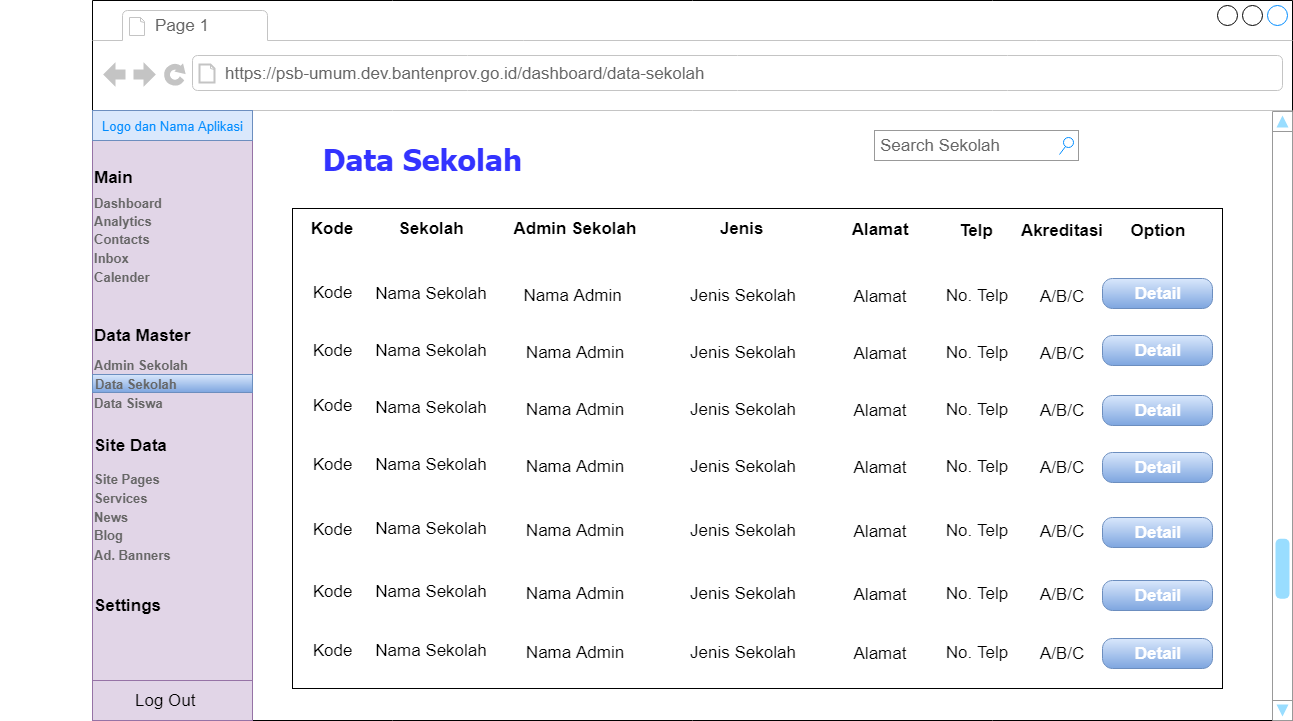 Page 1
https://psb-umum.dev.bantenprov.go.id/dashboard/data-sekolah
Logo dan Nama Aplikasi
Main
Dashboard
Analytics
Contacts
Inbox
Calender
Data Master
Admin Sekolah
Data Sekolah
Data Siswa
Site Data
Site Pages
Services
News
Blog
Ad. Banners
Settings
Log Out
Data Sekolah
Search Sekolah
Kode Sekolah Admin Sekolah Jenis Alamat Telp Akreditasi Option
Kode Nama Sekolah Nama Admin Jenis Sekolah Alamat No. Telp A/B/C Detail
Kode Nama Sekolah Nama Admin Jenis Sekolah Alamat No. Telp A/B/C Detail
Kode Nama Sekolah Nama Admin Jenis Sekolah Alamat No. Telp A/B/C Detail
Kode Nama Sekolah Nama Admin Jenis Sekolah Alamat No. Telp A/B/C Detail
Kode Nama Sekolah Nama Admin Jenis Sekolah Alamat No. Telp A/B/C Detail
Kode Nama Sekolah Nama Admin Jenis Sekolah Alamat No. Telp A/B/C Detail
Kode Nama Sekolah Nama Admin Jenis Sekolah Alamat No. Telp A/B/C Detail